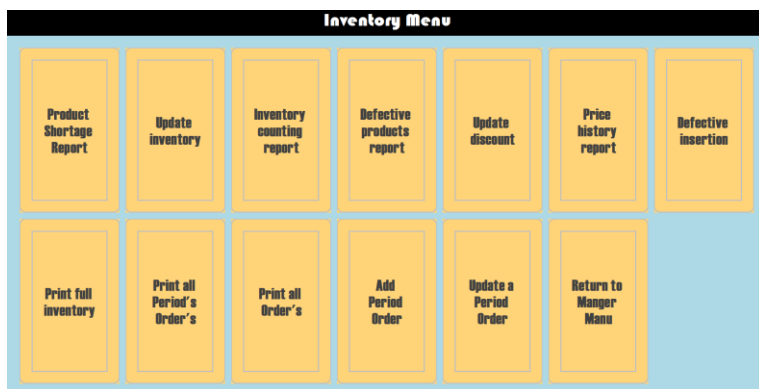 Inventory Menu
Product
Shortage
Report
Update
inventory
Inventory
counting
report
Defective
products
report
Update
discount
Price
history
report
Defective
insertion
Print full
inventory
Print all
Period's
Order's
Print all
Order's
Add
Period
Order
Update a
Period
Order
Return to
Manger
Manu